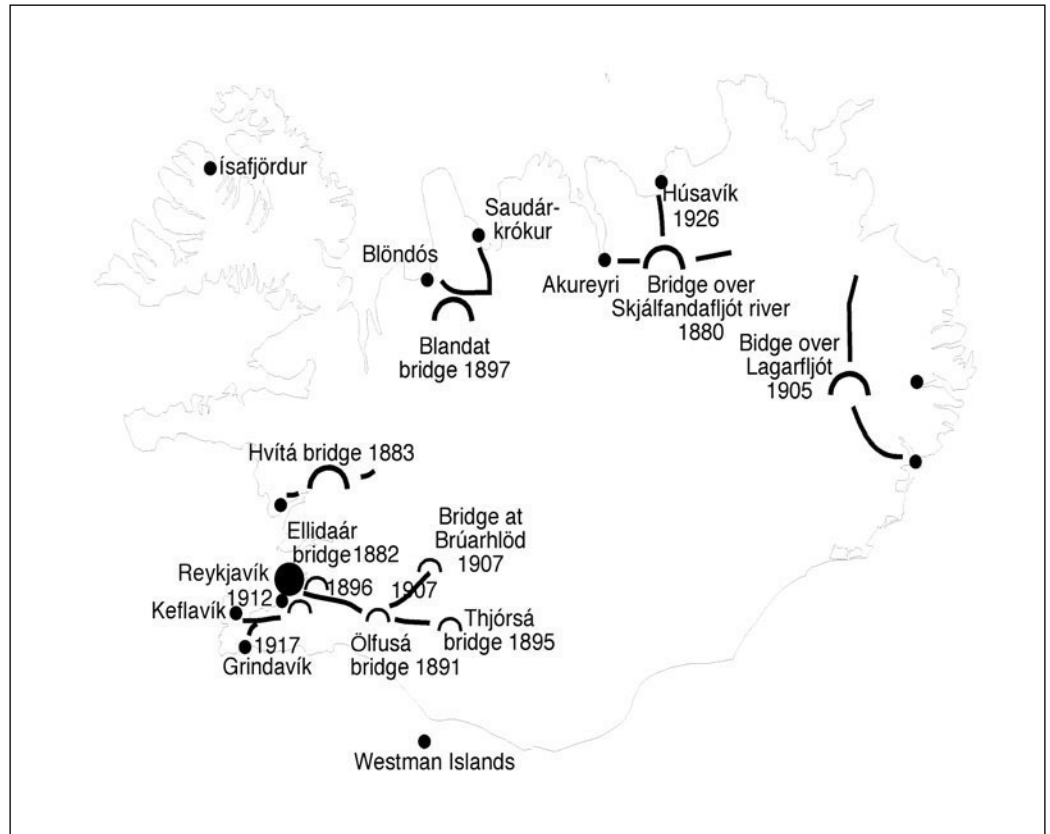 Ísafjördur
Saudár-
krókur
Blöndós
Húsavík
1926
Akureyri
Bridge over
Skjálfandafljót river
1880
Blandat
bridge 1897
Bidge over
Lagarfljót
1905
Hvítá bridge 1883
Ellidaár
bridge1882
Bridge at
Brúarhlöd
1907
Reykjavík
1896
1907
1912
Keflavík
Thjórsá
bridge 1895
1917
Grindavík
Ölfusá
bridge 1891
Westman Islands